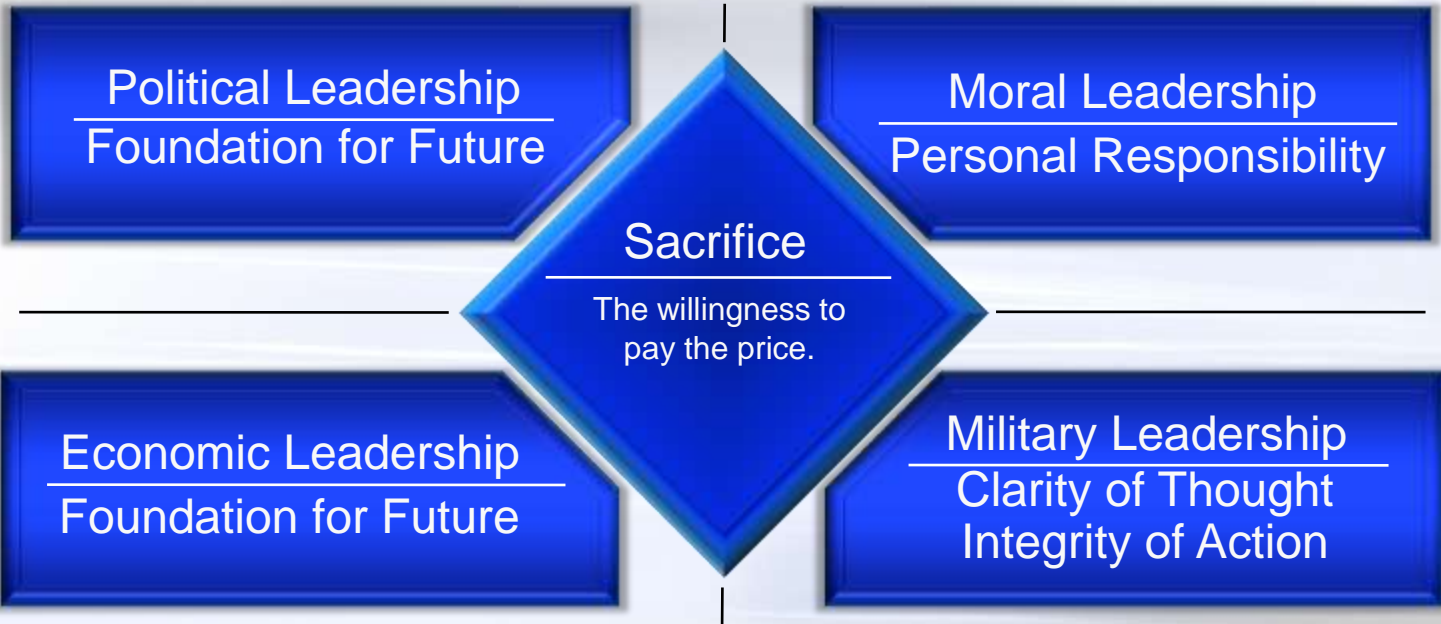 Political Leadership
Foundation for Future
Moral Leadership
Personal Responsibility
Sacrifice
The willingness to
pay the price.
Economic Leadership
Foundation for Future
Military Leadership
Clarity of Thought
Integrity of Action